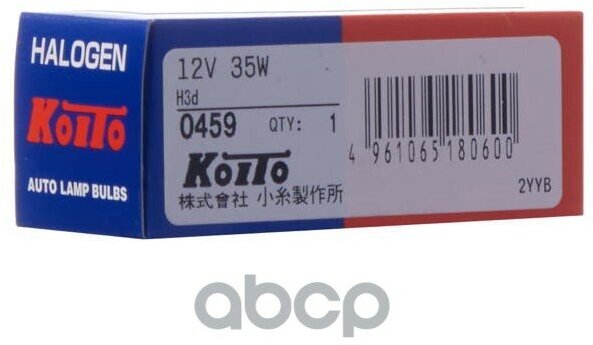 HALOGEN
KOITO
AUTO LAMP BULBS
12V 35W
H3d
0459 QTY: 1
KOITO
株式會社 小糸製作所
4 961065 180600
2YYB
abcp